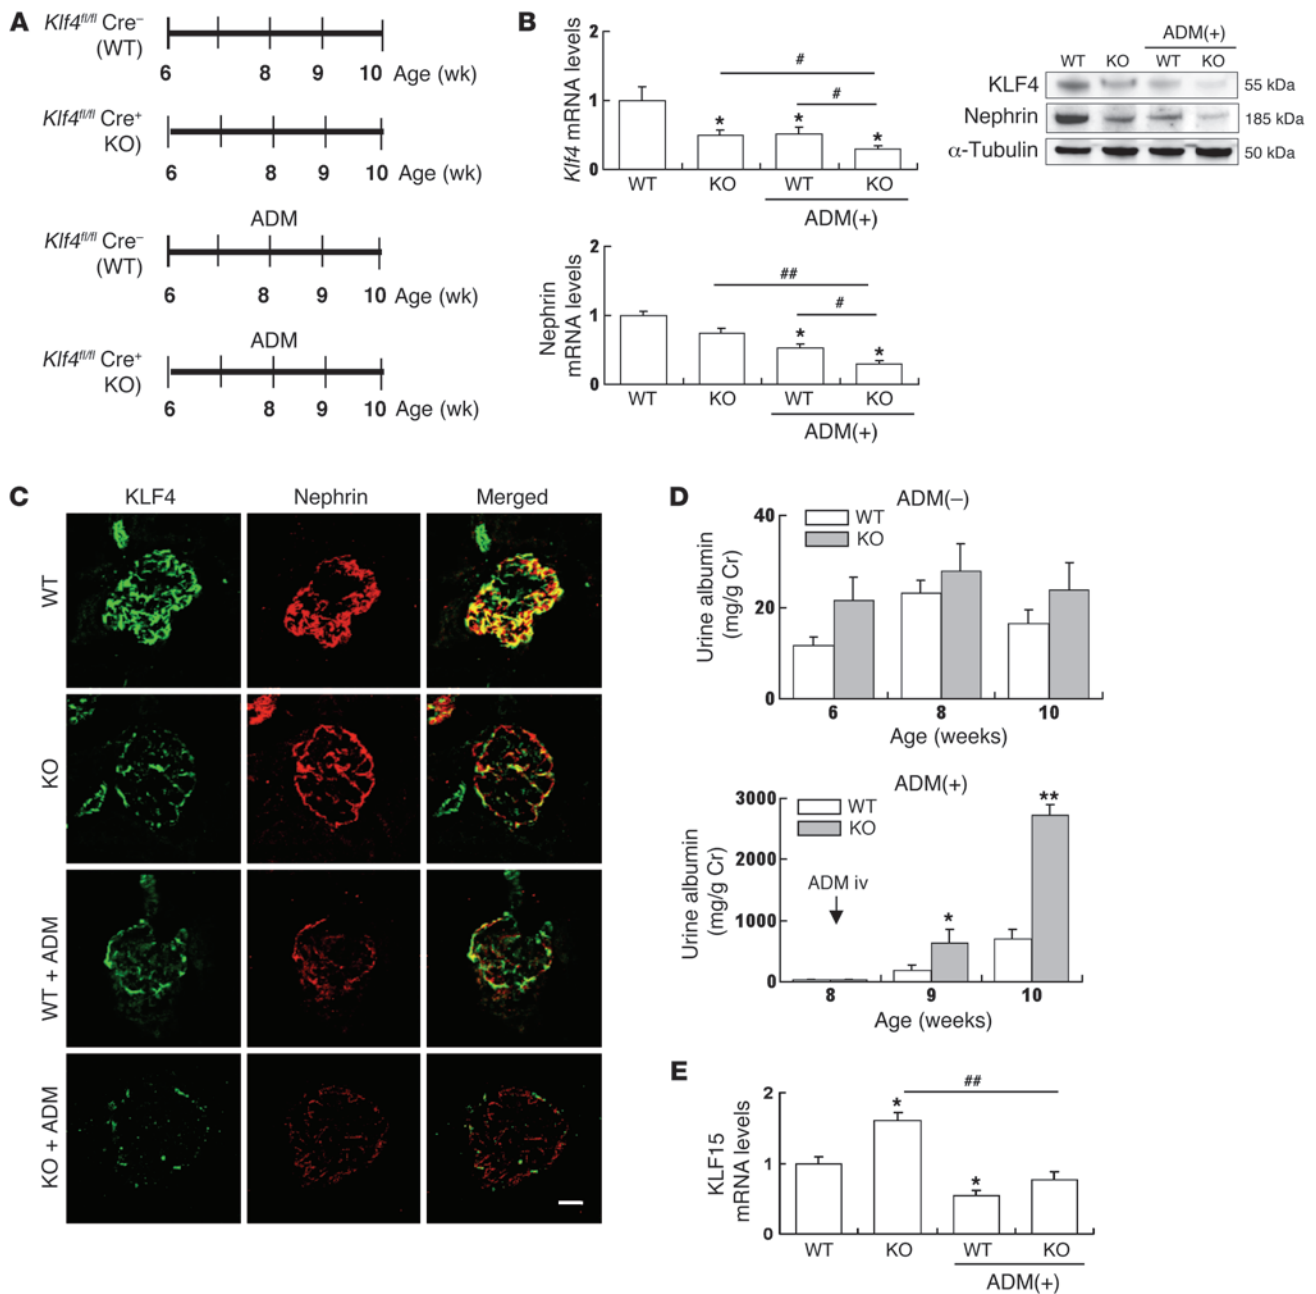 A
Klf4fl/fl Cre–
(WT)
6 8 9 10 Age (wk)
Klf4fl/fl Cre+
KO)
6 8 9 10 Age (wk)
ADM
Klf4fl/fl Cre–
(WT)
6 8 9 10 Age (wk)
ADM
Klf4fl/fl Cre+
KO)
6 8 9 10 Age (wk)
B
Klf4 mRNA levels
2
1
0
#
#
* * *
WT KO WT KO
ADM(+)
Nephrin
mRNA levels
2
1
0
##
#
* *
WT KO WT KO
ADM(+)
ADM(+)
WT KO WT KO
KLF4 55 kDa
Nephrin 185 kDa
α-Tubulin 50 kDa
C
KLF4 Nephrin Merged
WT
KO
WT + ADM
KO + ADM
D
ADM(–)
WT
KO
Urine albumin
(mg/g Cr)
40
20
0
6 8 10
Age (weeks)
ADM(+)
WT
KO
Urine albumin
(mg/g Cr)
3000
2000
1000
0
ADM iv
*
**
8 9 10
Age (weeks)
E
KLF15
mRNA levels
2
1
0
##
*
*
WT KO WT KO
ADM(+)